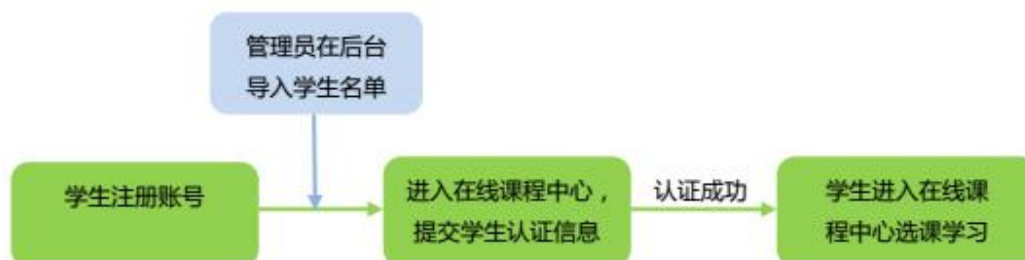 管理员在后台
导入学生名单
学生注册账号
进入在线课程中心，
提交学生认证信息
认证成功
学生进入在线课
程中心选课学习